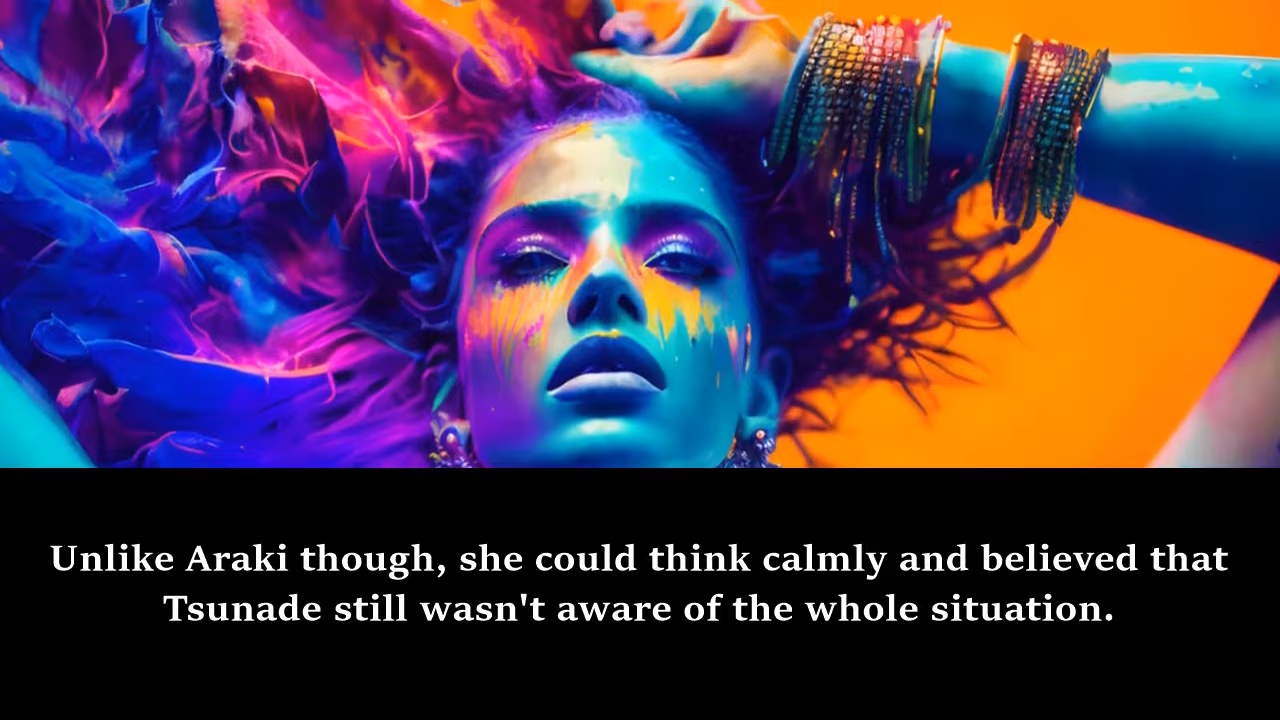 Unlike Araki though, she could think calmly and believed that
Tsunade still wasn't aware of the whole situation.